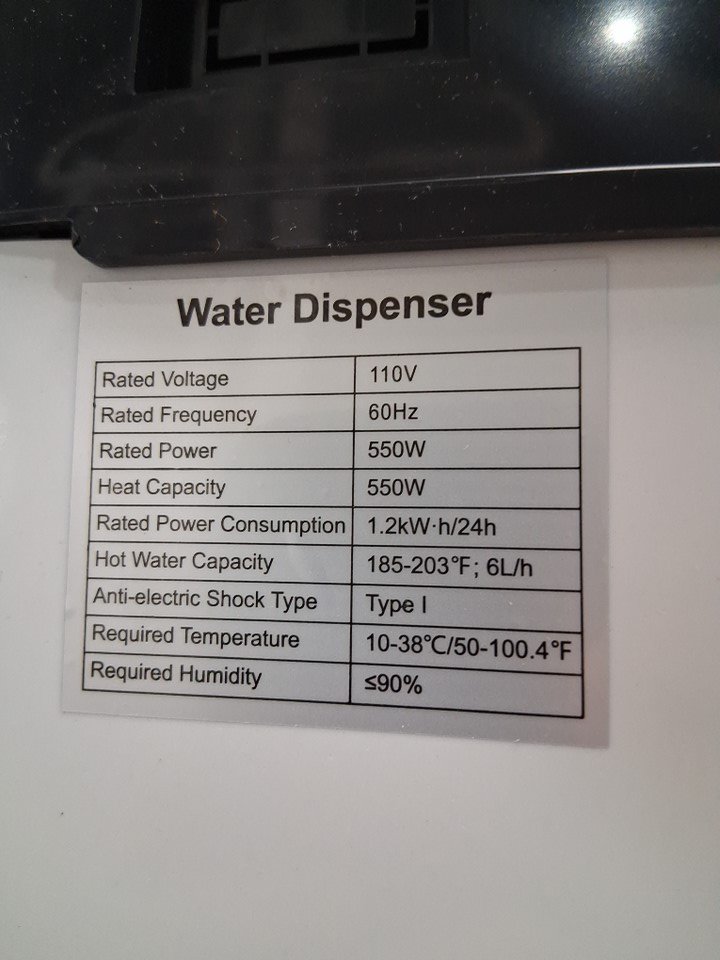 Water Dispenser
Rated Voltage 110V
Rated Frequency 60Hz
Rated Power 550W
Heat Capacity 550W
Rated Power Consumption 1.2kW·h/24h
Hot Water Capacity 185-203°F; 6L/h
Anti-electric Shock Type Type I
Required Temperature 10-38°C/50-100.4°F
Required Humidity ≤90%